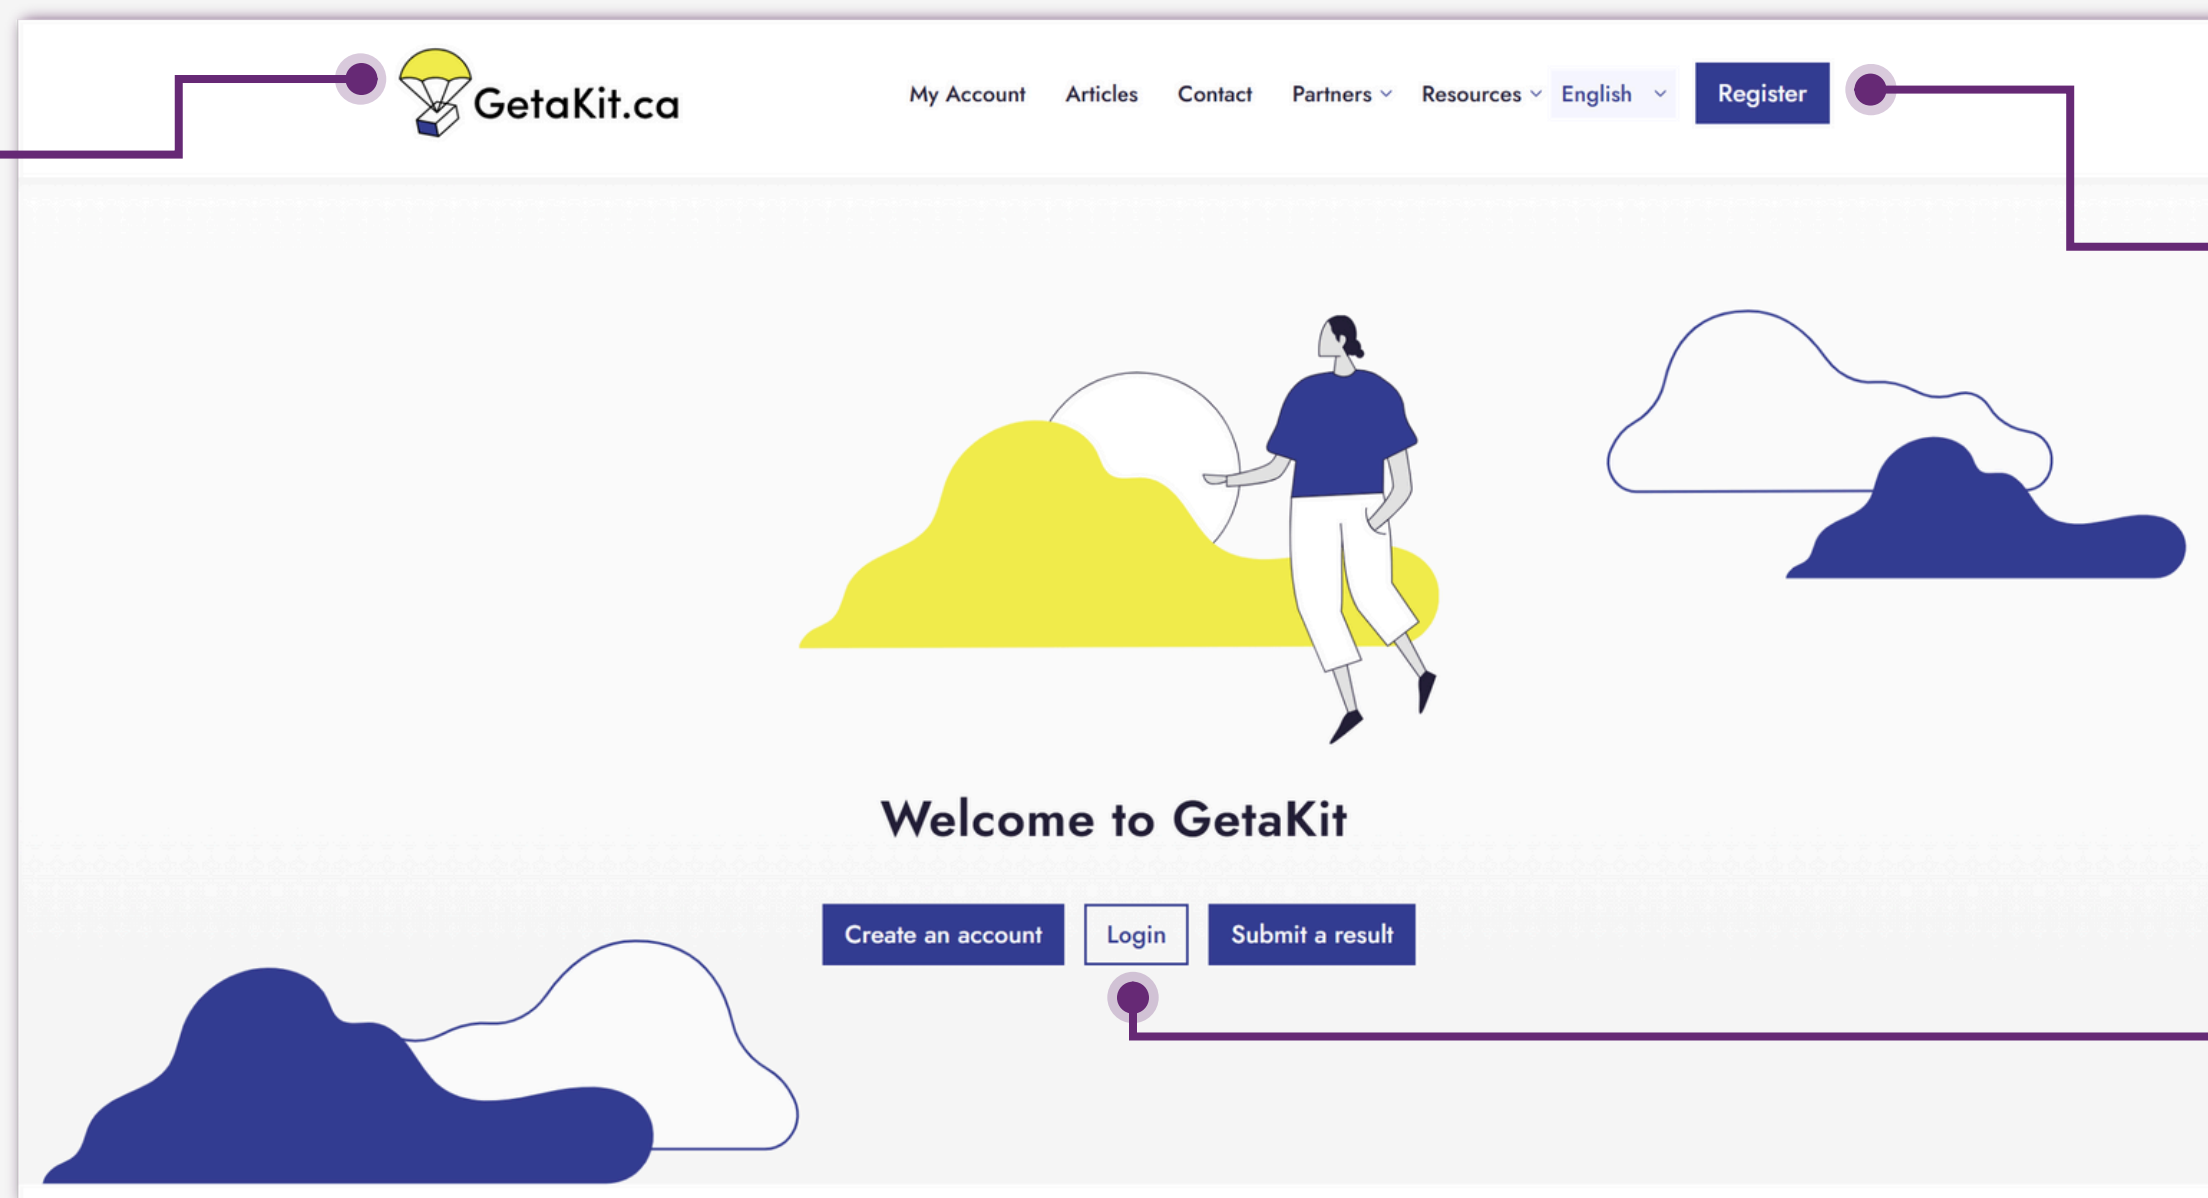 GetaKit.ca
My Account Articles Contact Partners Resources English Register
Welcome to GetaKit
Create an account Login Submit a result